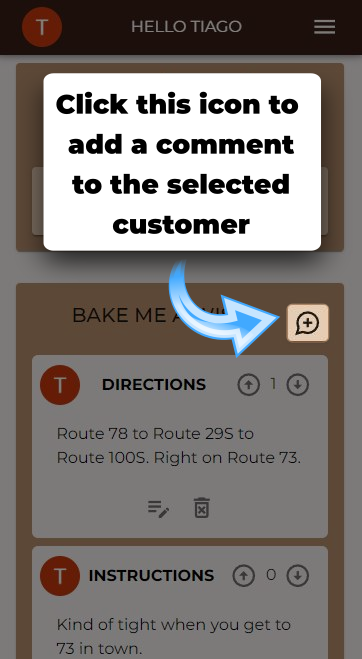 T
HELLO TIAGO
Click this icon to
add a comment
to the selected
customer
BAKE ME A
T
DIRECTIONS
1
Route 78 to Route 29S to
Route 100S. Right on Route 73.
T
INSTRUCTIONS
0
Kind of tight when you get to
73 in town.